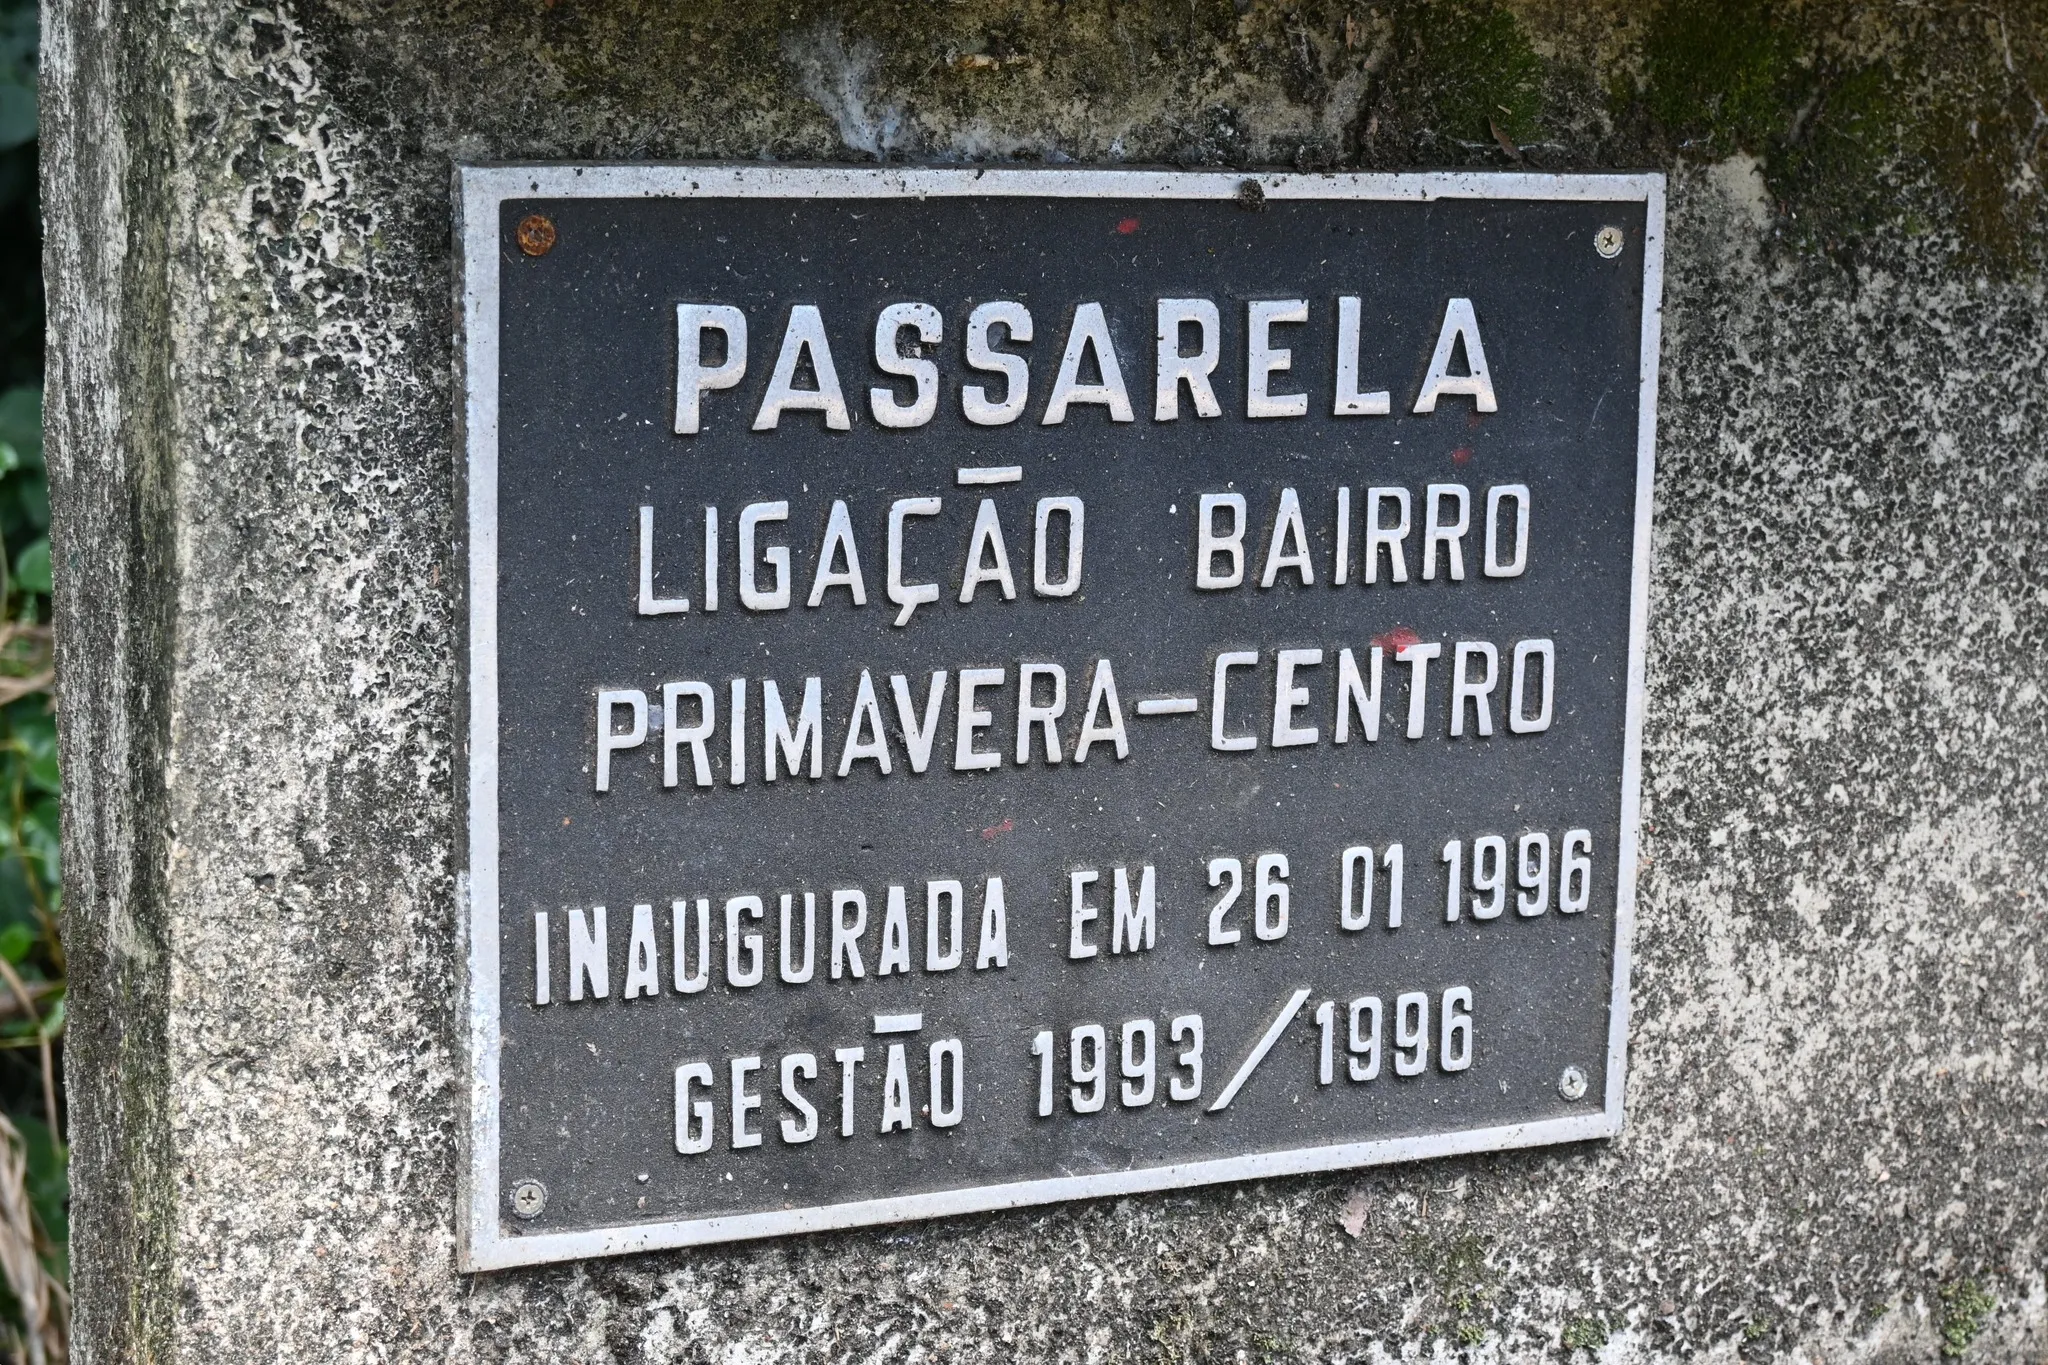 PASSARELA
LIGAÇÃO BAIRRO
PRIMAVERA-CENTRO
INAUGURADA EM 26 01 1996
GESTÃO 1993/1996